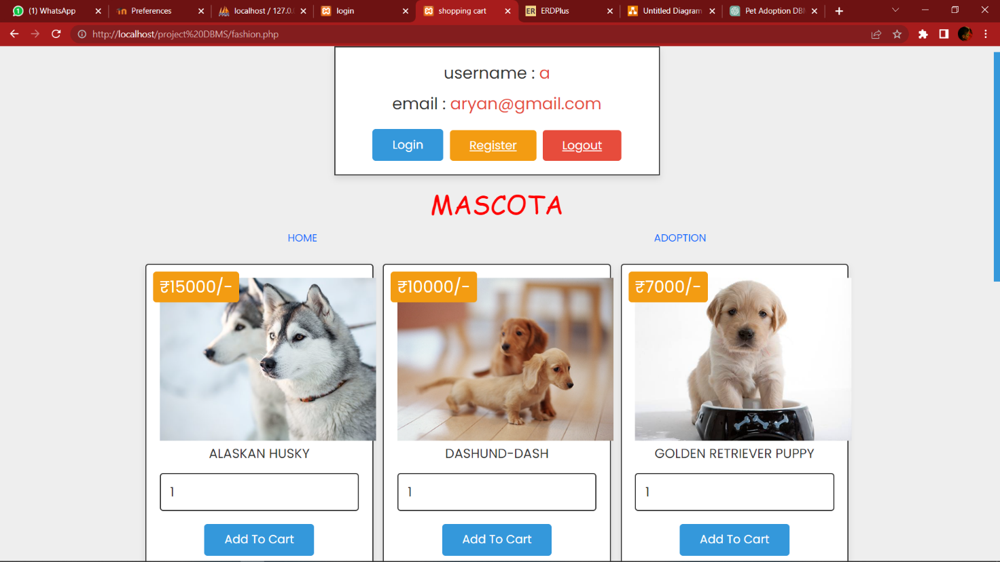 (1) WhatsApp
Preferences
localhost / 127.0.
login
shopping cart
ERDPlus
Untitled Diagram
Pet Adoption DBM
http://localhost/project%20DBMS/fashion.php
username : a
email : aryan@gmail.com
Login Register Logout
MASCOTA
HOME ADOPTION
₹15000/- ₹10000/- ₹7000/-
ALASKAN HUSKY DASHUND-DASH GOLDEN RETRIEVER PUPPY
1 1 1
Add To Cart Add To Cart Add To Cart